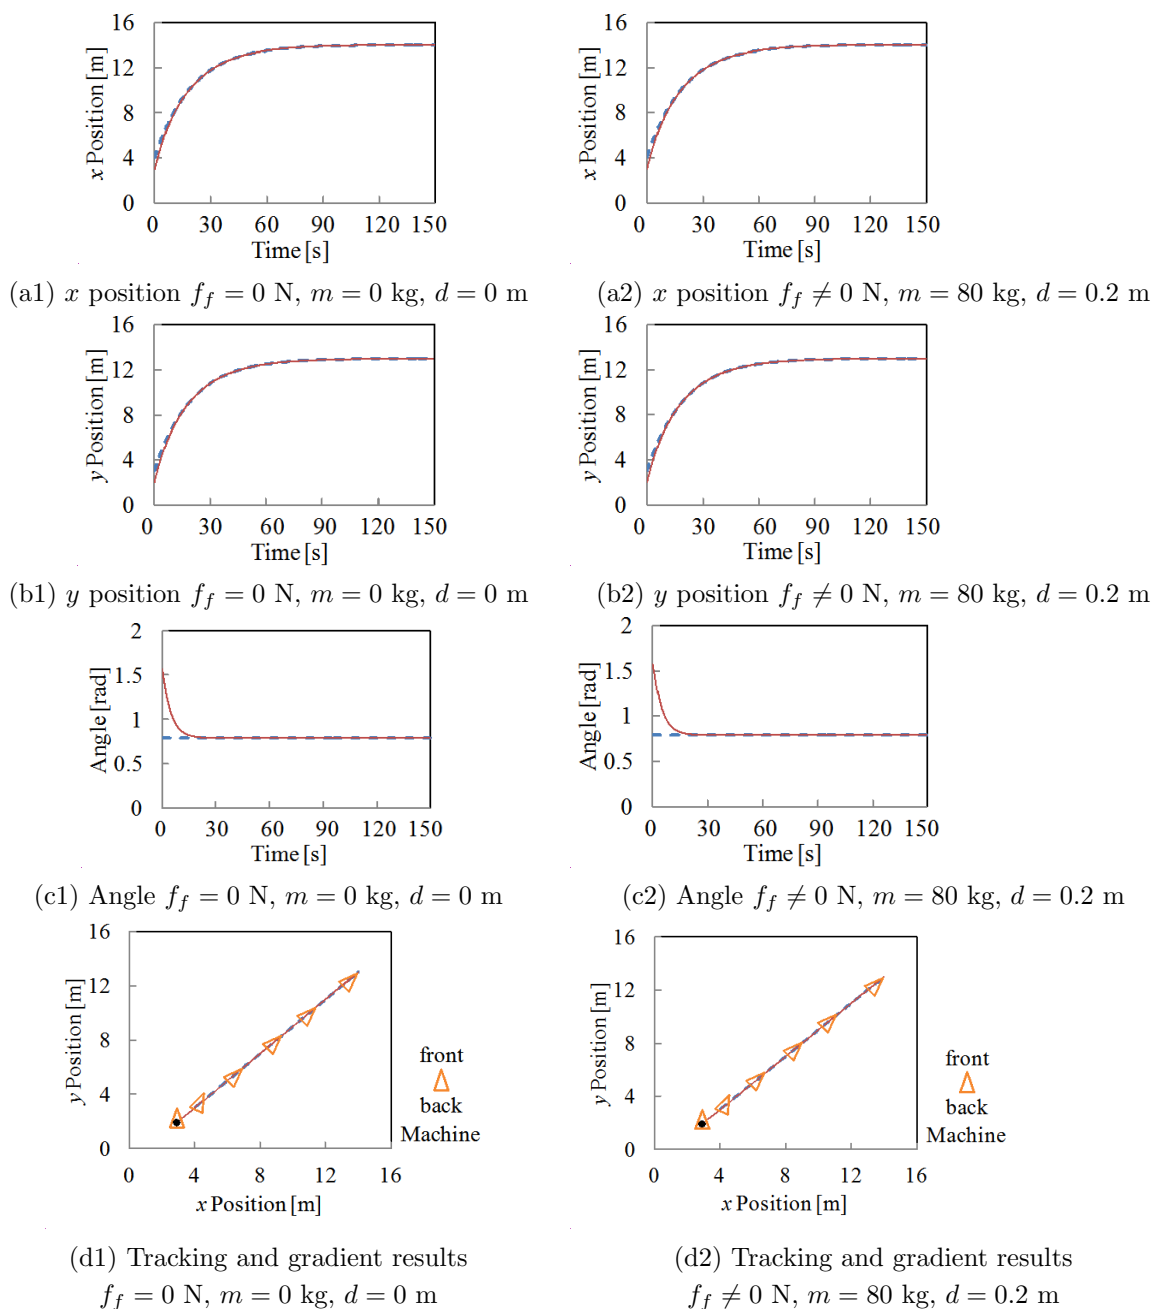 16
12
8
4
0
x Position [m]
0 30 60 90 120 150
Time [s]
(a1) x position f_f = 0 N, m = 0 kg, d = 0 m
16
12
8
4
0
x Position [m]
0 30 60 90 120 150
Time [s]
(a2) x position f_f ≠ 0 N, m = 80 kg, d = 0.2 m
16
12
8
4
0
y Position [m]
0 30 60 90 120 150
Time [s]
(b1) y position f_f = 0 N, m = 0 kg, d = 0 m
16
12
8
4
0
y Position [m]
0 30 60 90 120 150
Time [s]
(b2) y position f_f ≠ 0 N, m = 80 kg, d = 0.2 m
2
1.5
1
0.5
0
Angle [rad]
0 30 60 90 120 150
Time [s]
(c1) Angle f_f = 0 N, m = 0 kg, d = 0 m
2
1.5
1
0.5
0
Angle [rad]
0 30 60 90 120 150
Time [s]
(c2) Angle f_f ≠ 0 N, m = 80 kg, d = 0.2 m
16
12
8
4
0
y Position [m]
0 4 8 12 16
x Position [m]
front
back
Machine
(d1) Tracking and gradient results
f_f = 0 N, m = 0 kg, d = 0 m
16
12
8
4
0
y Position [m]
0 4 8 12 16
x Position [m]
front
back
Machine
(d2) Tracking and gradient results
f_f ≠ 0 N, m = 80 kg, d = 0.2 m